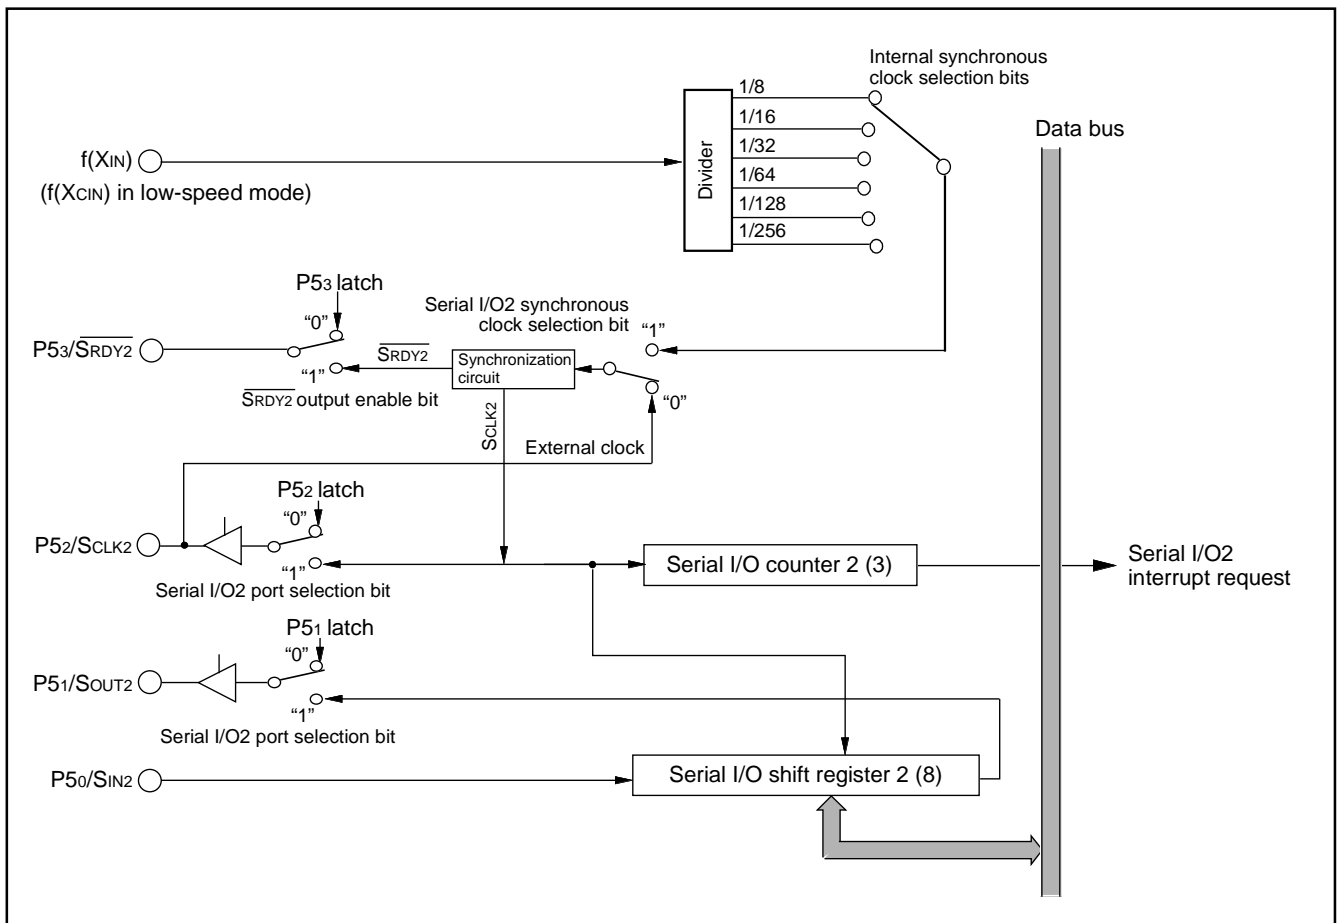 Internal synchronous
clock selection bits
1/8
1/16
1/32
1/64
1/128
1/256
Divider
Data bus
f(XIN)
(f(XCIN) in low-speed mode)
P53 latch
"0"
Serial I/O2 synchronous
clock selection bit
"1"
P53/SRDY2
SRDY2
Synchronization
circuit
"1"
SRDY2 output enable bit
"0"
SCLK2
External clock
P52 latch
"0"
P52/SCLK2
"1"
Serial I/O2 port selection bit
Serial I/O counter 2 (3)
Serial I/O2
interrupt request
P51 latch
"0"
P51/SOUT2
"1"
Serial I/O2 port selection bit
P50/SIN2
Serial I/O shift register 2 (8)